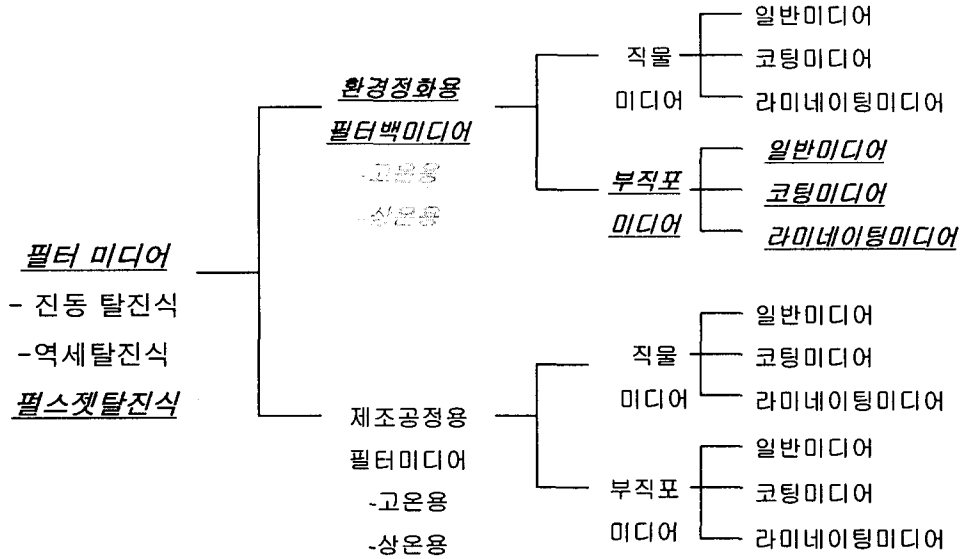 필터 미디어
- 진동 탈진식
-역세탈진식
펄스젯탈진식
환경정화용
필터백미디어
-고온용
-상온용
직물
미디어
일반미디어
코팅미디어
라미네이팅미디어
부직포
미디어
일반미디어
코팅미디어
라미네이팅미디어
제조공정용
필터미디어
-고온용
-상온용
직물
미디어
일반미디어
코팅미디어
라미네이팅미디어
부직포
미디어
일반미디어
코팅미디어
라미네이팅미디어